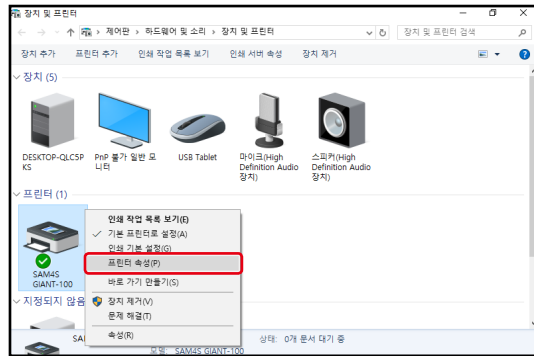 장치 및 프린터
제어판 > 하드웨어 및 소리 > 장치 및 프린터
장치 및 프린터 검색
장치 추가 프린터 추가 인쇄 작업 목록 보기 인쇄 서버 속성 장치 제거
장치 (5)
DESKTOP-QLC5P
KS
PnP 불가 일반 모
니터
USB Tablet
마이크(High
Definition Audio
장치)
스피커(High
Definition Audio
장치)
프린터 (1)
SAM4S
GIANT-100
인쇄 작업 목록 보기(E)
기본 프린터로 설정(A)
인쇄 기본 설정(G)
프린터 속성(P)
바로 가기 만들기(S)
장치 제거(V)
문제 해결(T)
속성(R)
지정되지 않음
SA
상태: 0개 문서 대기 중
모델: SAM4S GIANT-100